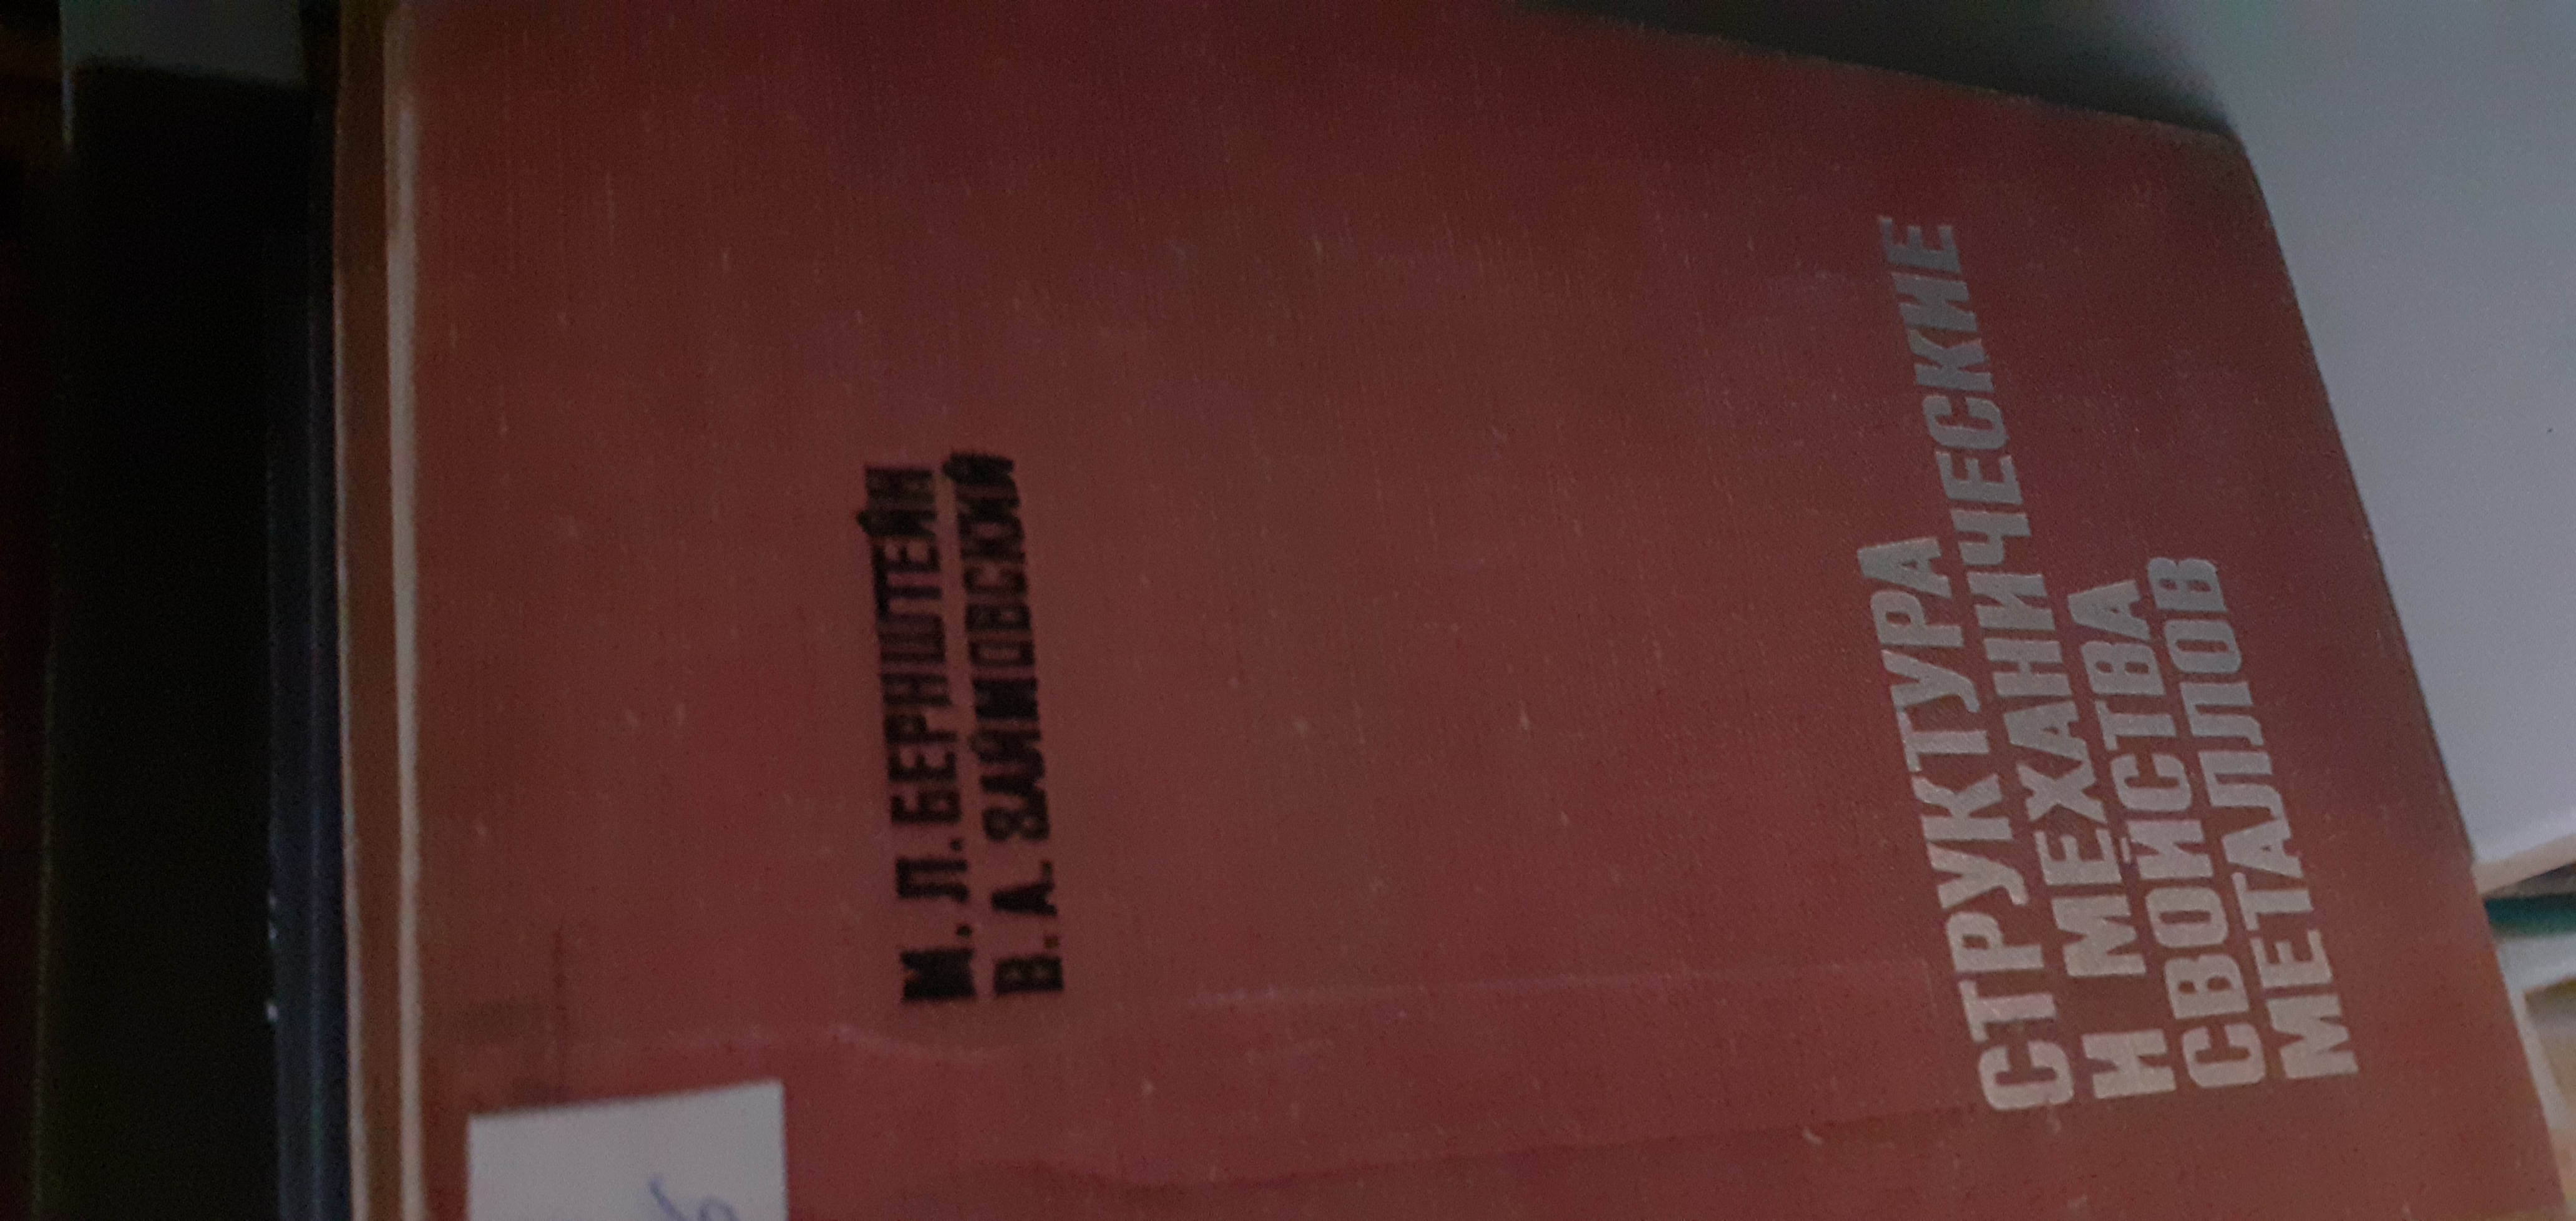 М. Л. БЕРНШТЕЙН
В. А. ЗАЙМОВСКИЙ
СТРУКТУРА
И МЕХАНИЧЕСКИЕ
СВОЙСТВА
МЕТАЛЛОВ